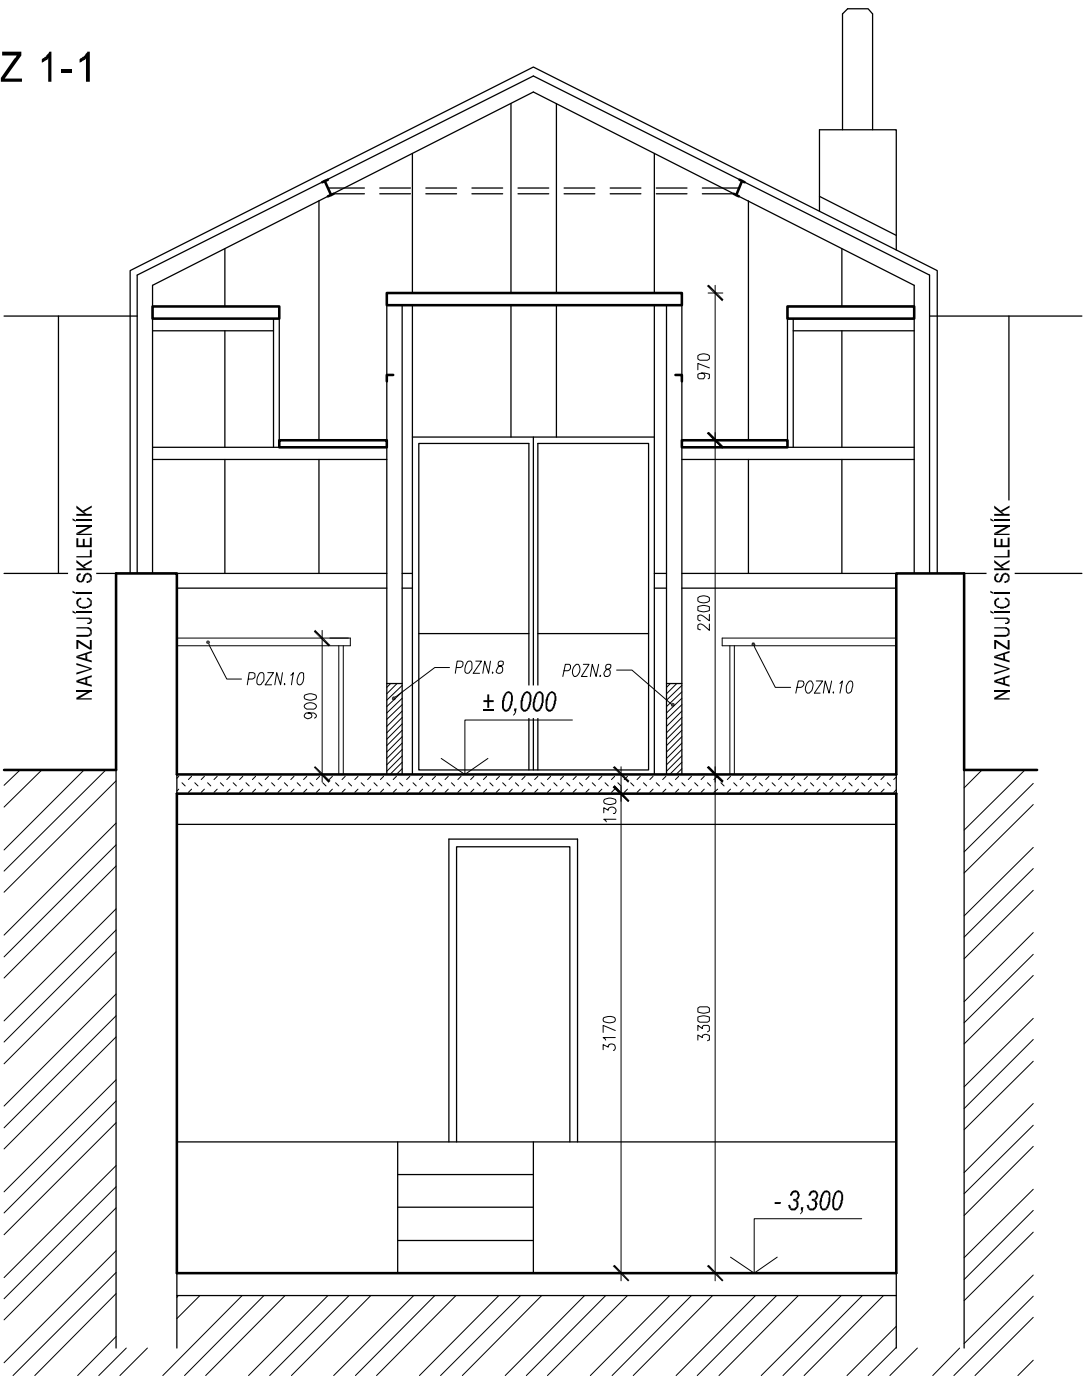 Z 1-1
970
NAVAZUJÍCÍ SKLENÍK
NAVAZUJÍCÍ SKLENÍK
2200
POZN.10
POZN.8
POZN.8
POZN.10
900
± 0,000
130
3170
3300
- 3,300